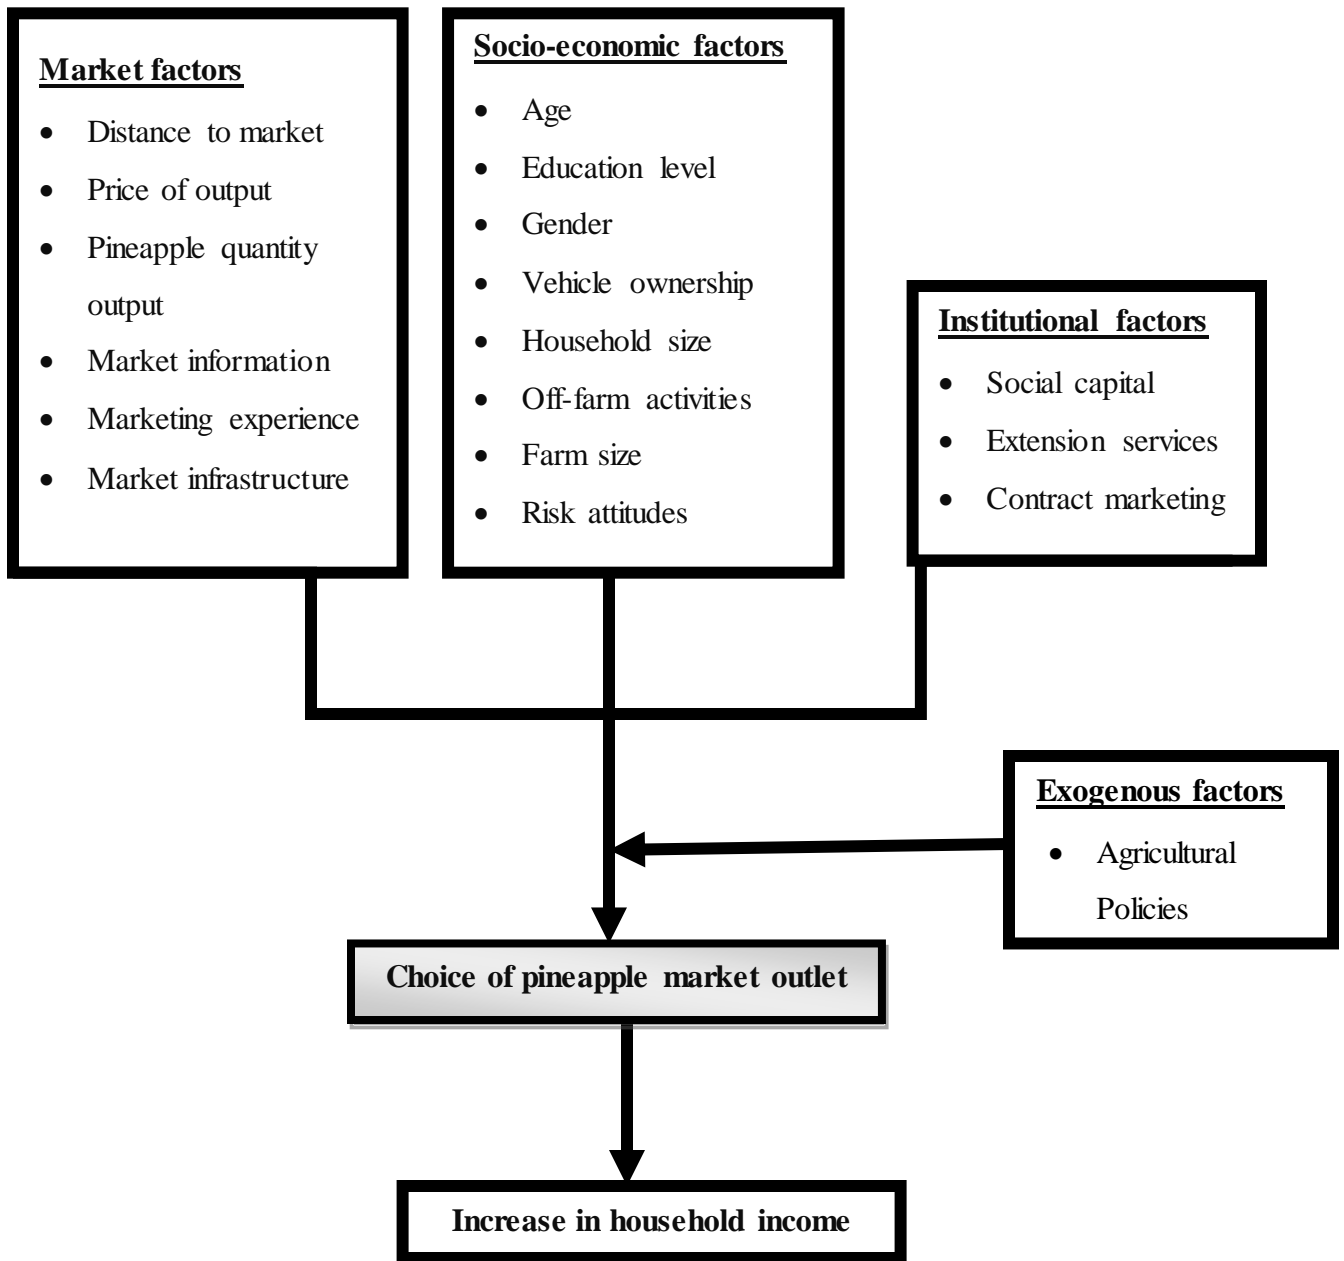 Market factors
• Distance to market
• Price of output
• Pineapple quantity
output
• Market information
• Marketing experience
• Market infrastructure
Socio-economic factors
• Age
• Education level
• Gender
• Vehicle ownership
• Household size
• Off-farm activities
• Farm size
• Risk attitudes
Institutional factors
• Social capital
• Extension services
• Contract marketing
Exogenous factors
• Agricultural
Policies
Choice of pineapple market outlet
Increase in household income